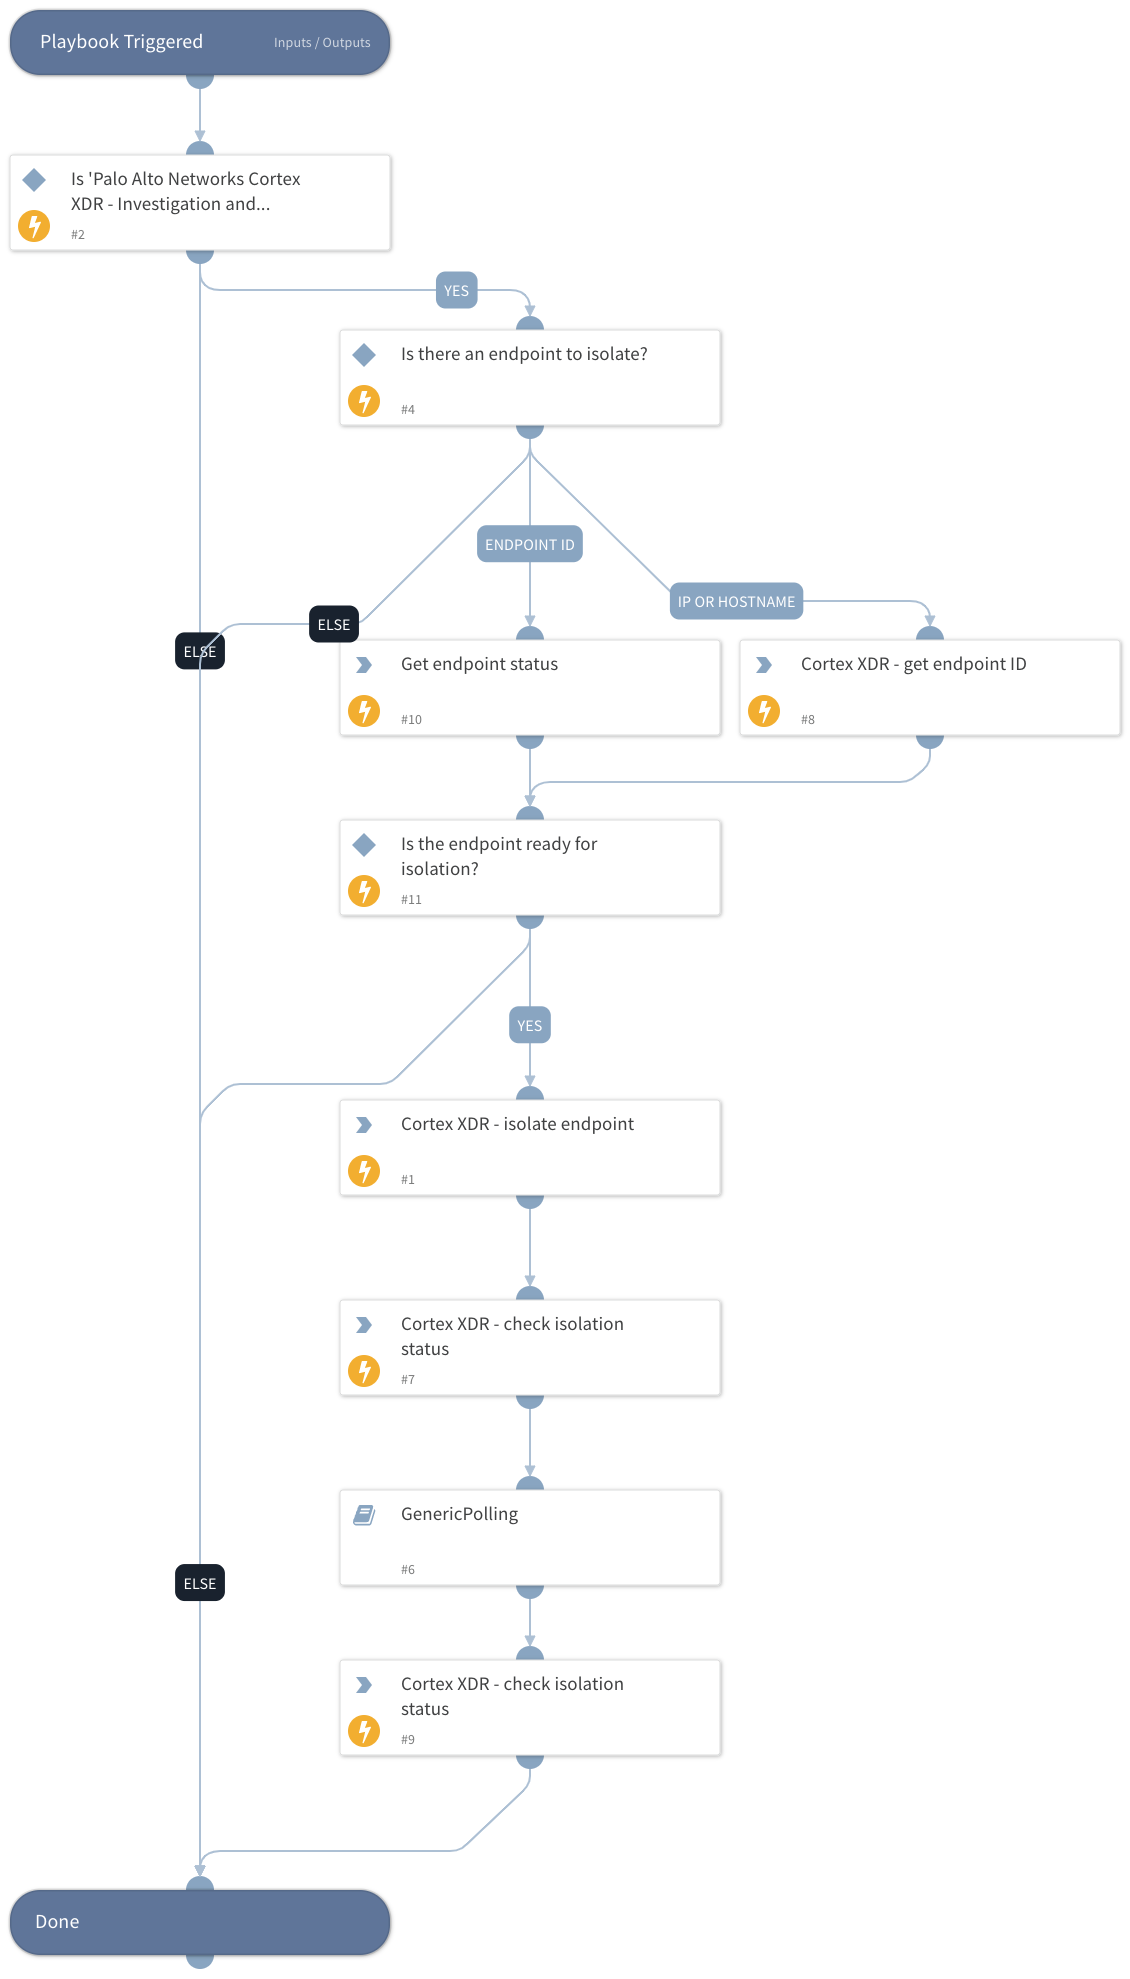 Playbook Triggered
Inputs / Outputs
Is 'Palo Alto Networks Cortex
XDR - Investigation and...
#2
YES
Is there an endpoint to isolate?
#4
ENDPOINT ID
IP OR HOSTNAME
ELSE
ELSE
Get endpoint status
#10
Cortex XDR - get endpoint ID
#8
Is the endpoint ready for
isolation?
#11
YES
Cortex XDR - isolate endpoint
#1
Cortex XDR - check isolation
status
#7
GenericPolling
#6
ELSE
Cortex XDR - check isolation
status
#9
Done